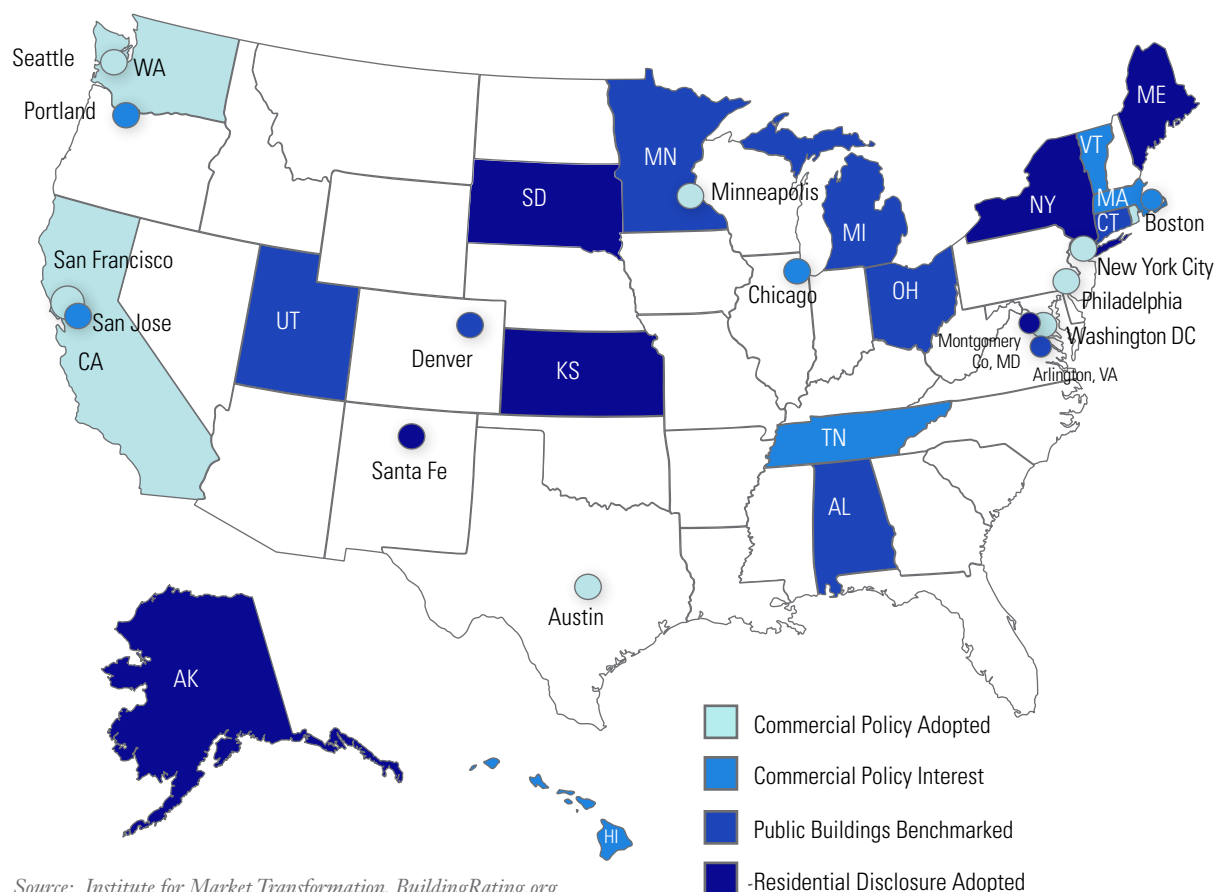 Seattle
WA
Portland
ME
VT
MN
Minneapolis
SD
NY
MA
CT
Boston
MI
San Francisco
New York City
Chicago
OH
Philadelphia
UT
San Jose
Washington DC
Montgomery
Co, MD
CA
Denver
KS
Arlington, VA
TN
Santa Fe
AL
Austin
AK
HI
Commercial Policy Adopted
Commercial Policy Interest
Public Buildings Benchmarked
-Residential Disclosure Adopted
Source: Institute for Market Transformation, BuildingRating.org